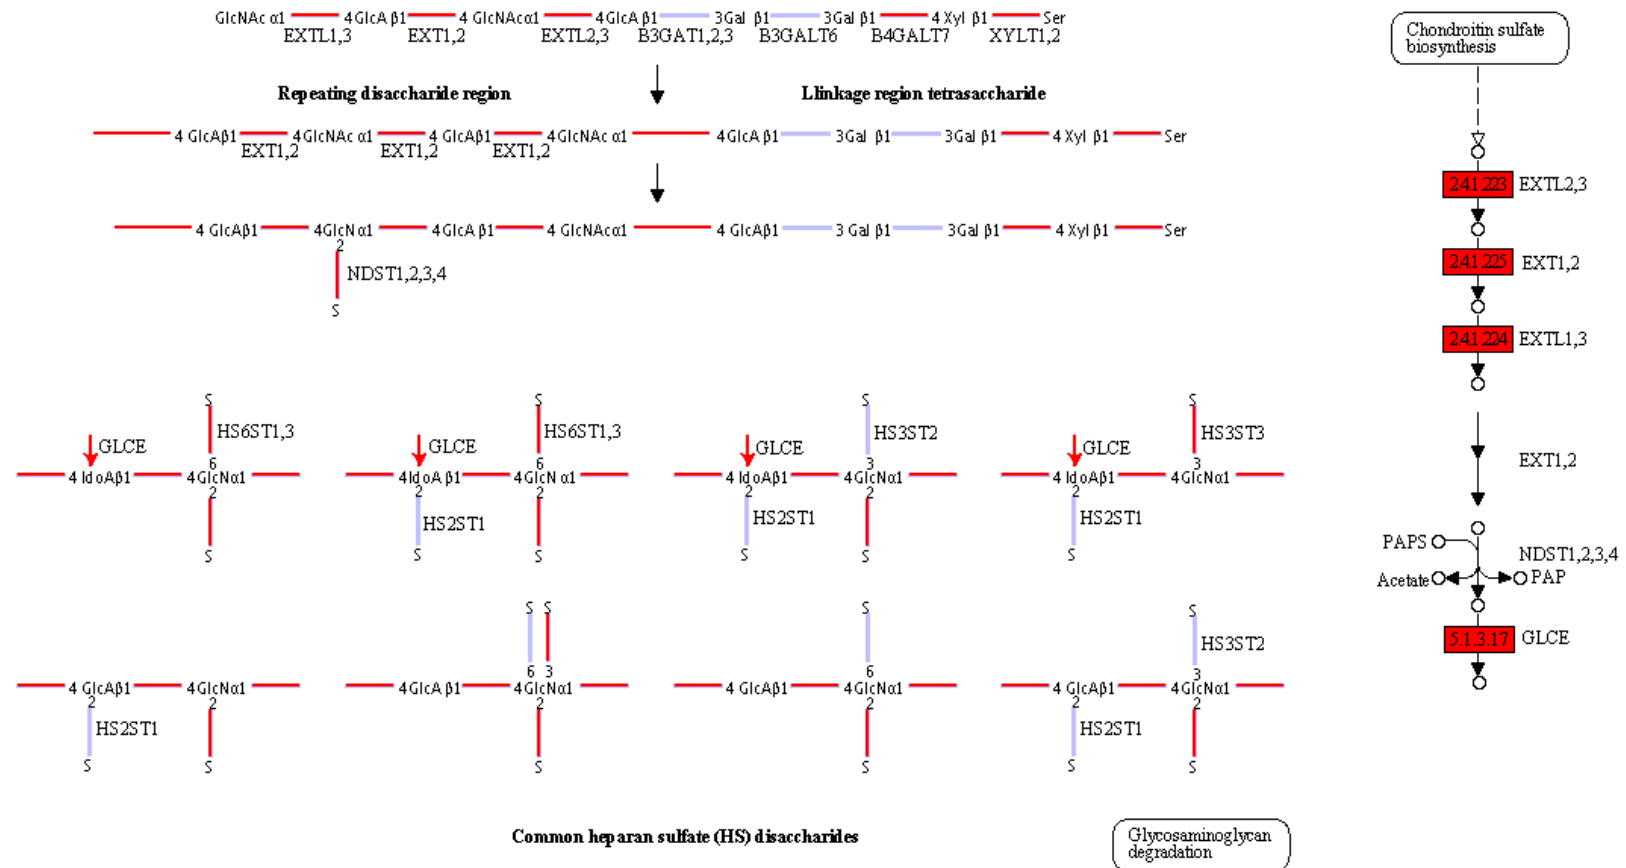 GlcNAc α1 4GlcA β1 4 GlcNAcα1 4GlcA β1 3Gal β1 3Gal β1 4 Xyl β1 Ser
EXTL1,3 EXT1,2 EXTL2,3 B3GAT1,2,3 B3GALT6 B4GALT7 XYLT1,2
Repeating disaccharide region Llinkage region tetrasaccharide
4 GlcAβ1 4GlcNAc α1 4 GlcAβ1 4GlcNAc α1 4GlcA β1 3Gal β1 3Gal β1 4 Xyl β1 Ser
EXT1,2 EXT1,2 EXT1,2
4 GlcAβ1 4GlcN α1 4 GlcA β1 4 GlcNAcα1 4 GlcAβ1 3 Gal β1 3Gal β1 4 Xyl β1 Ser
2
NDST1,2,3,4
S
S S S S
HS6ST1,3 HS6ST1,3 HS3ST2 HS3ST3
GLCE GLCE GLCE GLCE
6 6 3 3
4 IdoAβ1 4GlcNα1 4IdoA β1 4GlcN α1 4 IdoAβ1 4GlcNα1 4 IdoAβ1 4GlcNα1
2 2 2 2 2 2
HS2ST1 HS2ST1 HS2ST1
S S S S S S
S S S S
HS3ST2
6 3 6 3
4 GlcAβ1 4GlcNα1 4GlcA β1 4GlcNα1 4 GlcAβ1 4GlcNα1 4 GlcAβ1 4GlcNα1
2 2 2 2 2 2
HS2ST1 HS2ST1
S S S S S S
Common heparan sulfate (HS) disaccharides
Glycosaminoglycan
degradation
Chondroitin sulfate
biosynthesis
2.4.1.223 EXTL2,3
2.4.1.225 EXT1,2
2.4.1.224 EXTL1,3
EXT1,2
PAPS
NDST1,2,3,4
Acetate PAP
5.1.3.17 GLCE